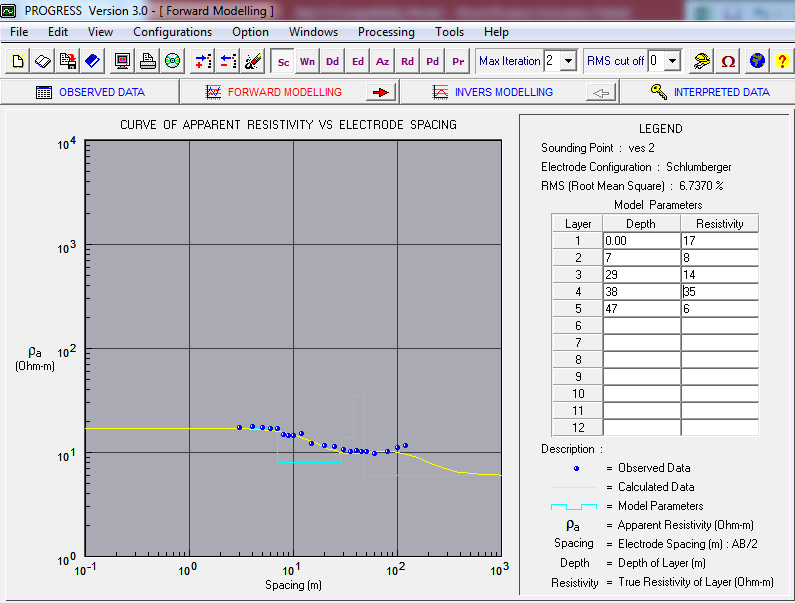 PROGRESS Version 3.0 - [ Forward Modelling ]
File Edit View Configurations Option Windows Processing Tools Help
Sc Wn Dd Ed Az Rd Pd Pr Max Iteration 2 RMS cut off 0 Ω ?
OBSERVED DATA FORWARD MODELLING INVERS MODELLING INTERPRETED DATA
CURVE OF APPARENT RESISTIVITY VS ELECTRODE SPACING
10^4
10^3
10^2
10^1
10^0
ρa
(Ohm-m)
10^-1 10^0 10^1 10^2 10^3
Spacing (m)
LEGEND
Sounding Point : ves 2
Electrode Configuration : Schlumberger
RMS (Root Mean Square) : 6.7370 %
Model Parameters
Layer Depth Resistivity
1 0.00 17
2 7 8
3 29 14
4 38 35
5 47 6
6
7
8
9
10
11
12
Description :
= Observed Data
= Calculated Data
= Model Parameters
ρa = Apparent Resistivity (Ohm-m)
Spacing = Electrode Spacing (m) : AB/2
Depth = Depth of Layer (m)
Resistivity = True Resistivity of Layer (Ohm-m)